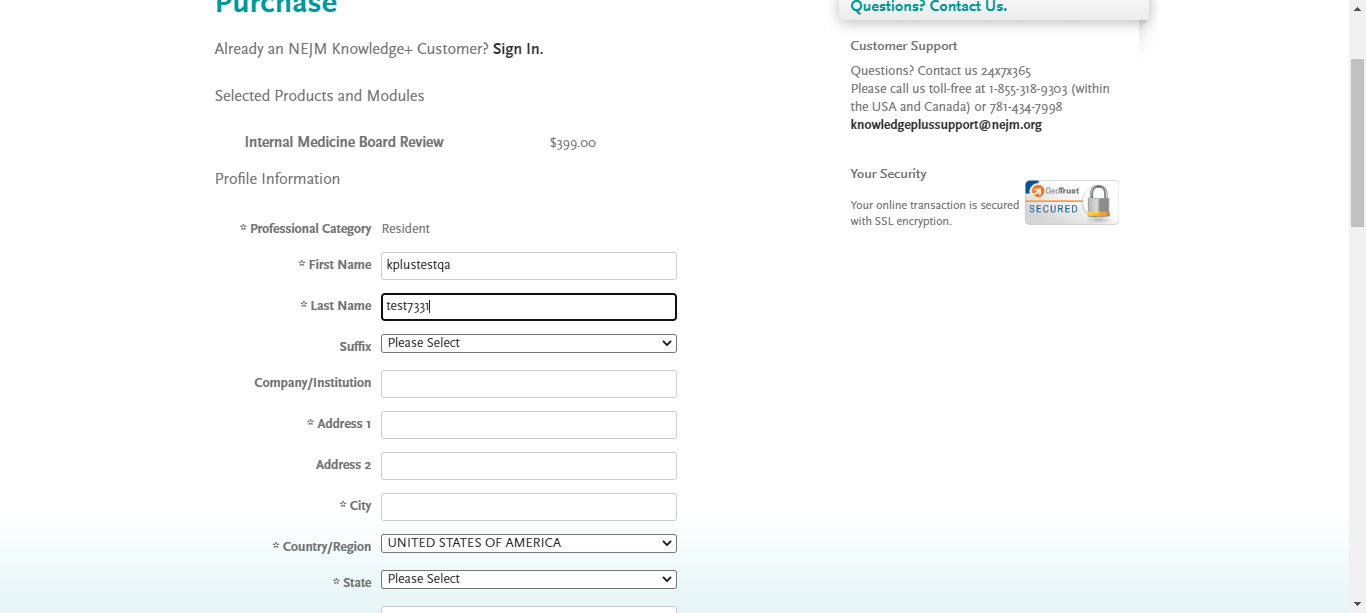 Purchase
Already an NEJM Knowledge+ Customer? Sign In.
Selected Products and Modules
Internal Medicine Board Review $399.00
Profile Information
* Professional Category Resident
* First Name kplustestqa
* Last Name test7331
Suffix Please Select
Company/Institution
* Address 1
Address 2
* City
* Country/Region UNITED STATES OF AMERICA
* State Please Select
Questions? Contact Us.
Customer Support
Questions? Contact us 24x7x365
Please call us toll-free at 1-855-318-9303 (within
the USA and Canada) or 781-434-7998
knowledgeplussupport@nejm.org
Your Security
Your online transaction is secured
with SSL encryption.
GeoTrust
SECURED